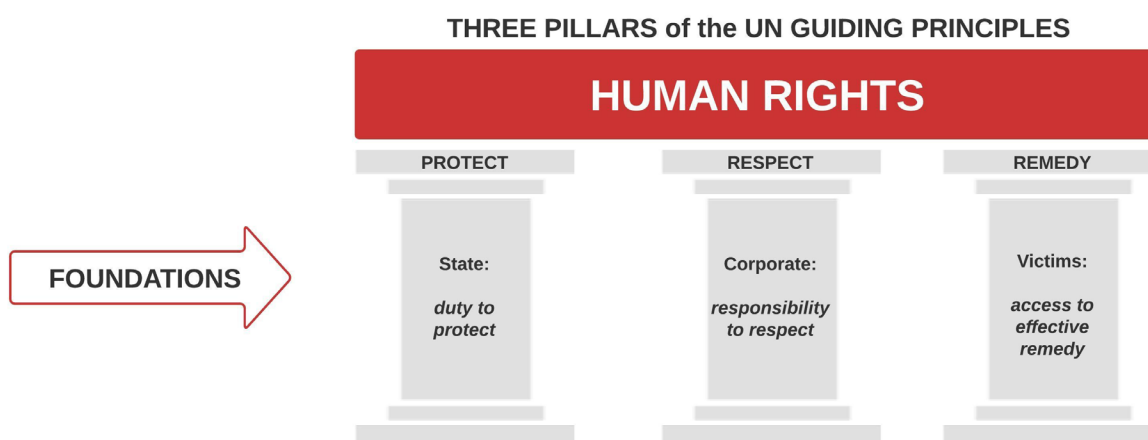 THREE PILLARS of the UN GUIDING PRINCIPLES
HUMAN RIGHTS
PROTECT
RESPECT
REMEDY
FOUNDATIONS
State:
duty to
protect
Corporate:
responsibility
to respect
Victims:
access to
effective
remedy